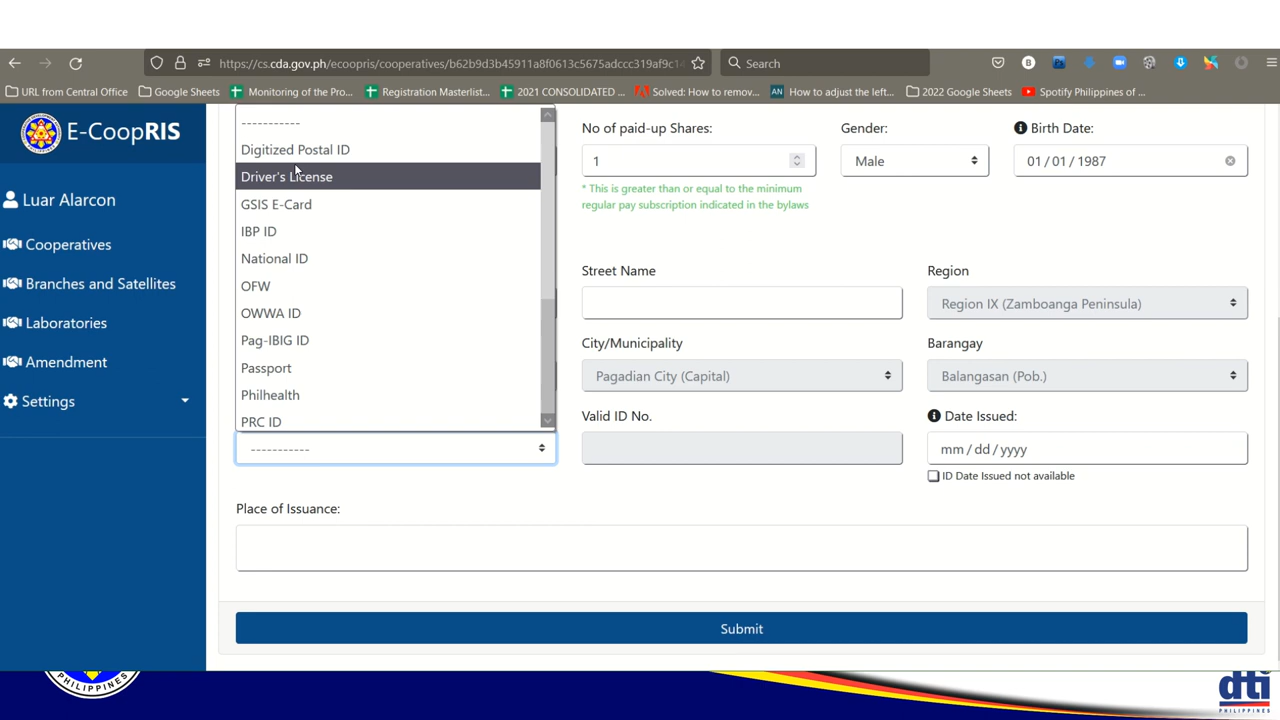 https://cs.cda.gov.ph/ecoopris/cooperatives/b62b9d3b45911a8f0613c5675adccc319af9c14
Search
URL from Central Office
Google Sheets
Monitoring of the Pro...
Registration Masterlist...
2021 CONSOLIDATED ...
Solved: How to remov...
AN How to adjust the left...
2022 Google Sheets
Spotify Philippines of ...
E-CoopRIS
Luar Alarcon
Cooperatives
Branches and Satellites
Laboratories
Amendment
Settings
-----------
Digitized Postal ID
Driver's License
GSIS E-Card
IBP ID
National ID
OFW
OWWA ID
Pag-IBIG ID
Passport
Philhealth
PRC ID
-----------
No of paid-up Shares:
1
* This is greater than or equal to the minimum
regular pay subscription indicated in the bylaws
Gender:
Male
Birth Date:
01 / 01 / 1987
Street Name
Region
Region IX (Zamboanga Peninsula)
City/Municipality
Pagadian City (Capital)
Barangay
Balangasan (Pob.)
Valid ID No.
Date Issued:
mm / dd / yyyy
ID Date Issued not available
Place of Issuance:
Submit
PHILIPPINES
dti
PHILIPPINES